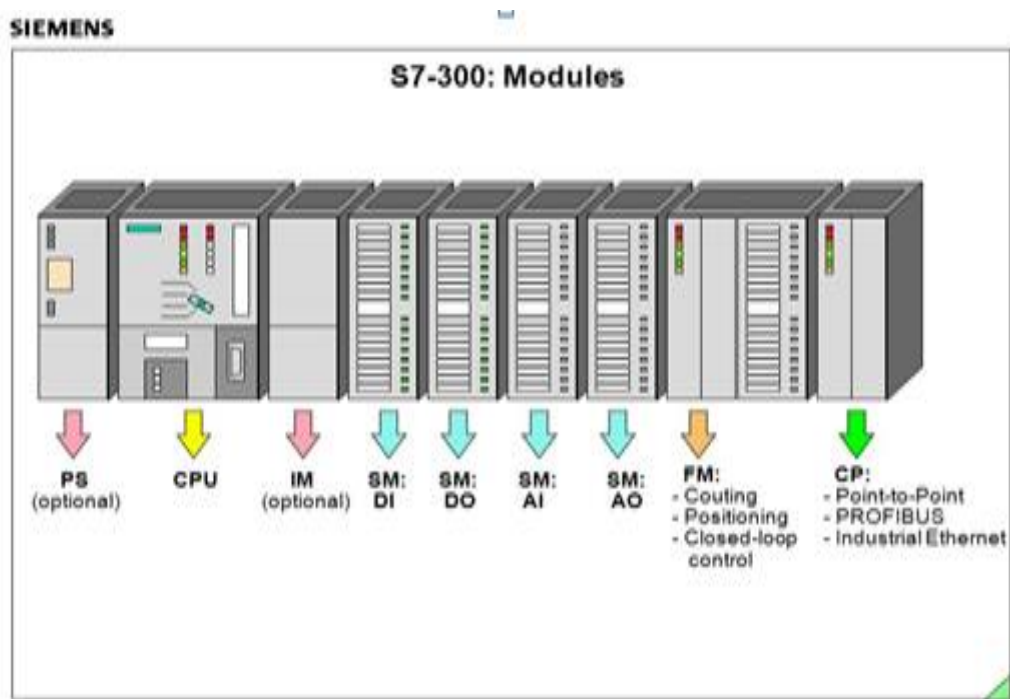 SIEMENS
S7-300: Modules
PS
(optional)
CPU
IM
(optional)
SM:
DI
SM:
DO
SM:
AI
SM:
AO
FM:
- Couting
- Positioning
- Closed-loop
control
CP:
- Point-to-Point
- PROFIBUS
- Industrial Ethernet